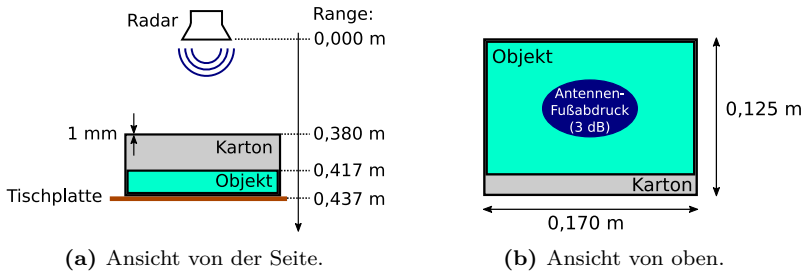 Radar
Range:
0,000 m
1 mm
0,380 m
Karton
0,417 m
Objekt
Tischplatte
0,437 m
(a) Ansicht von der Seite.
Objekt
Antennen-
Fußabdruck
(3 dB)
0,125 m
Karton
0,170 m
(b) Ansicht von oben.